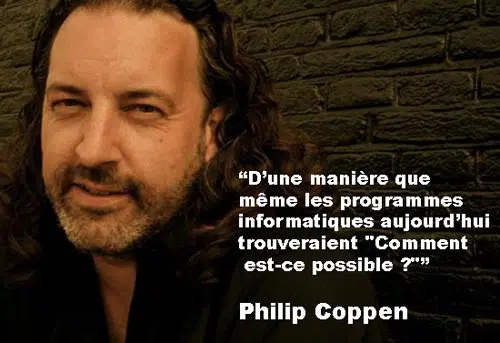 “D’une manière que
même les programmes
informatiques aujourd’hui
trouveraient "Comment
est-ce possible ?"”
Philip Coppen